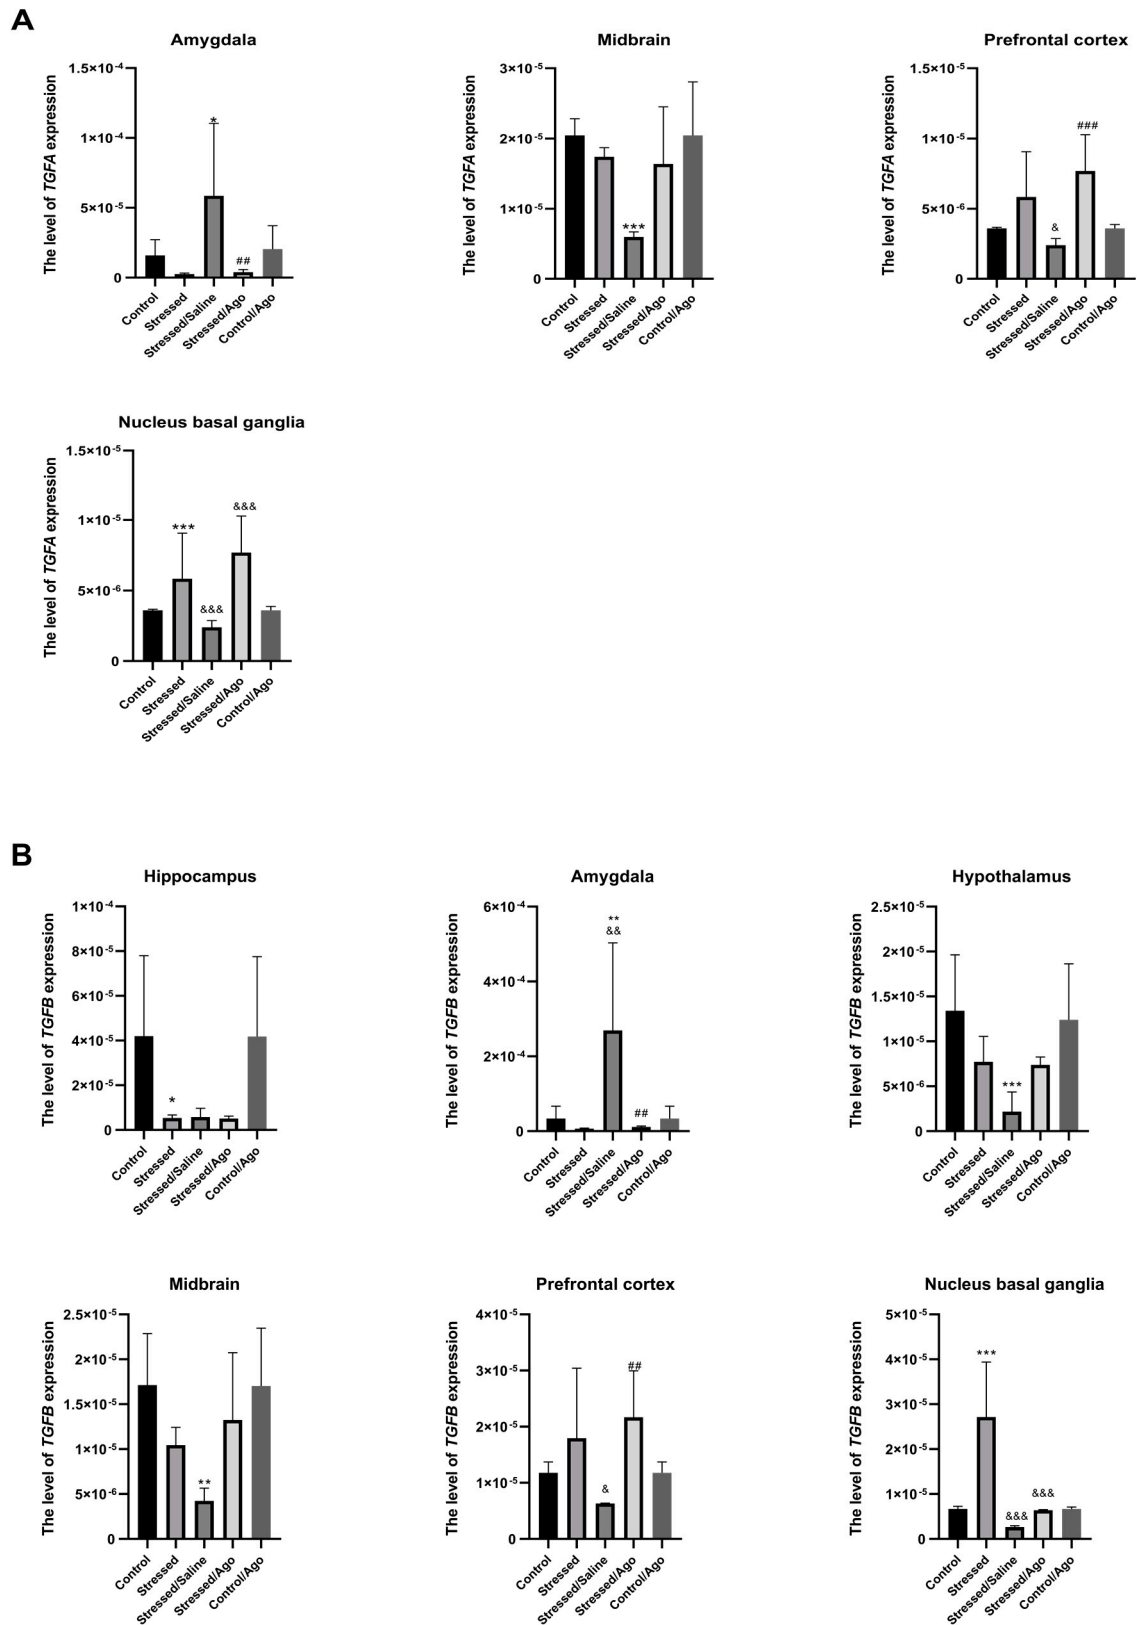 A
Amygdala
The level of TGFA expression
1.5×10⁻⁴
1×10⁻⁴
5×10⁻⁵
0
*
##
Control
Stressed
Stressed/Saline
Stressed/Ago
Control/Ago
Midbrain
The level of TGFA expression
3×10⁻⁵
2×10⁻⁵
1×10⁻⁵
0
***
Control
Stressed
Stressed/Saline
Stressed/Ago
Control/Ago
Prefrontal cortex
The level of TGFA expression
1.5×10⁻⁵
1×10⁻⁵
5×10⁻⁶
0
&
###
Control
Stressed
Stressed/Saline
Stressed/Ago
Control/Ago
Nucleus basal ganglia
The level of TGFA expression
1.5×10⁻⁵
1×10⁻⁵
5×10⁻⁶
0
***
&&&
&&&
Control
Stressed
Stressed/Saline
Stressed/Ago
Control/Ago
B
Hippocampus
The level of TGFB expression
1×10⁻⁴
8×10⁻⁵
6×10⁻⁵
4×10⁻⁵
2×10⁻⁵
0
*
Control
Stressed
Stressed/Saline
Stressed/Ago
Control/Ago
Amygdala
The level of TGFB expression
6×10⁻⁴
4×10⁻⁴
2×10⁻⁴
0
**
&&
##
Control
Stressed
Stressed/Saline
Stressed/Ago
Control/Ago
Hypothalamus
The level of TGFB expression
2.5×10⁻⁵
2×10⁻⁵
1.5×10⁻⁵
1×10⁻⁵
5×10⁻⁶
0
***
Control
Stressed
Stressed/Saline
Stressed/Ago
Control/Ago
Midbrain
The level of TGFB expression
2.5×10⁻⁵
2×10⁻⁵
1.5×10⁻⁵
1×10⁻⁵
5×10⁻⁶
0
**
Control
Stressed
Stressed/Saline
Stressed/Ago
Control/Ago
Prefrontal cortex
The level of TGFB expression
4×10⁻⁵
3×10⁻⁵
2×10⁻⁵
1×10⁻⁵
0
&
##
Control
Stressed
Stressed/Saline
Stressed/Ago
Control/Ago
Nucleus basal ganglia
The level of TGFB expression
5×10⁻⁵
4×10⁻⁵
3×10⁻⁵
2×10⁻⁵
1×10⁻⁵
0
***
&&&
&&&
Control
Stressed
Stressed/Saline
Stressed/Ago
Control/Ago